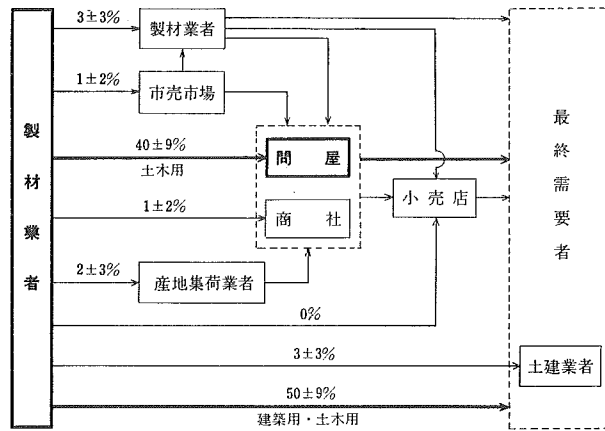 製材業者
3±3%
製材業者
1±2%
市売市場
40±9%
土木用
問屋
1±2%
商社
小売店
2±3%
産地集荷業者
0%
3±3%
土建業者
50±9%
建築用・土木用
最終需要者